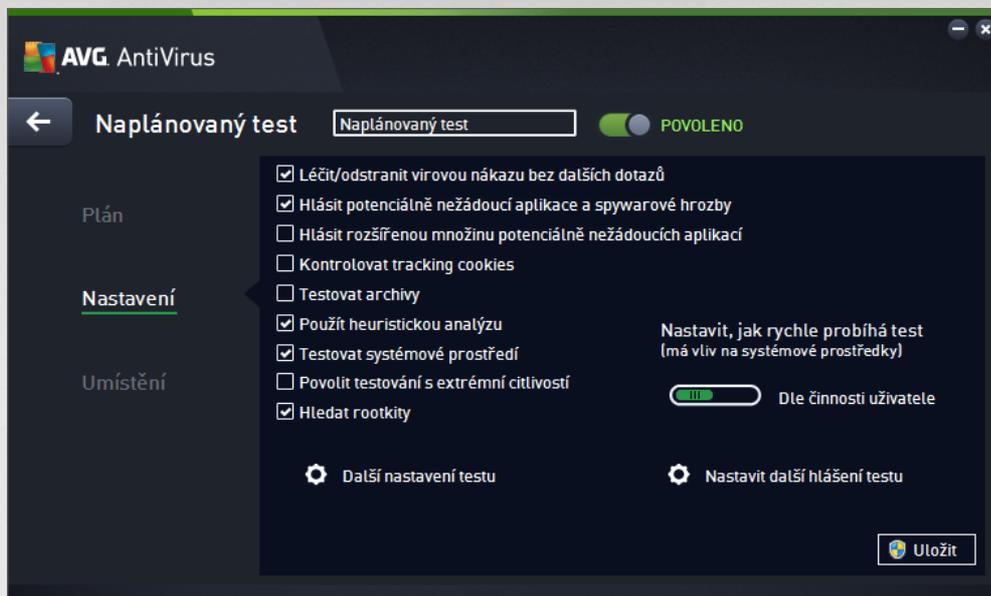 AVG. AntiVirus
Naplánovaný test
Naplánovaný test
POVOLENO
Plán
Nastavení
Umístění
Léčit/odstranit virovou nákazu bez dalších dotazů
Hlásit potenciálně nežádoucí aplikace a spywarové hrozby
Hlásit rozšířenou množinu potenciálně nežádoucích aplikací
Kontrolovat tracking cookies
Testovat archivy
Použít heuristickou analýzu
Testovat systémové prostředí
Povolit testování s extrémní citlivostí
Hledat rootkity
Nastavit, jak rychle probíhá test
(má vliv na systémové prostředky)
Dle činnosti uživatele
Další nastavení testu
Nastavit další hlášení testu
Uložit